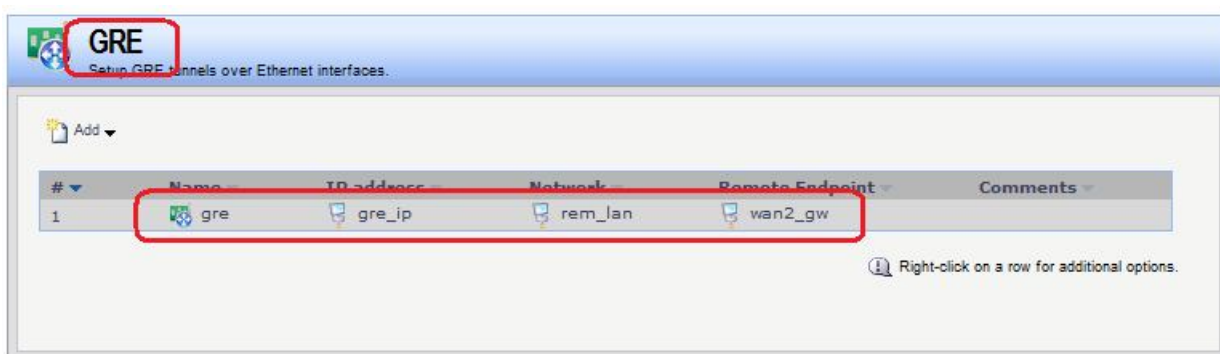 GRE
Setup GRE tunnels over Ethernet interfaces.
Add
# Name IP address Network Remote Endpoint Comments
1 gre gre_ip rem_lan wan2_gw
Right-click on a row for additional options.